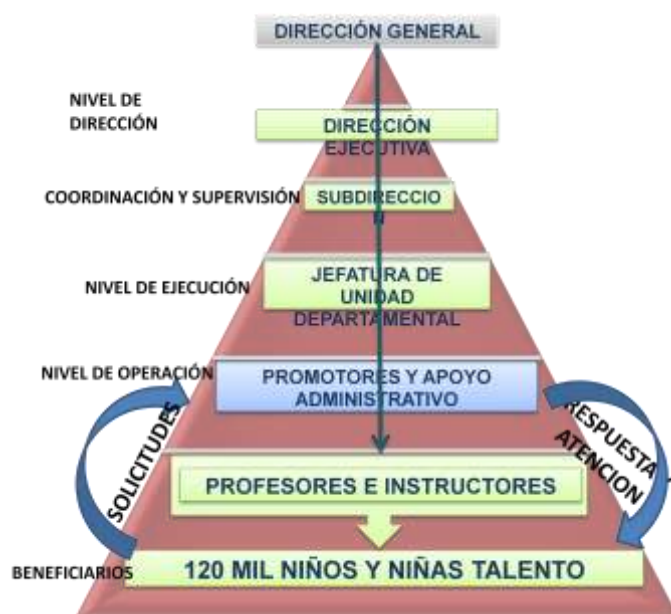 DIRECCIÓN GENERAL
NIVEL DE
DIRECCIÓN
DIRECCIÓN
EJECUTIVA
COORDINACIÓN Y SUPERVISIÓN
SUBDIRECCIO
N
NIVEL DE EJECUCIÓN
JEFATURA DE
UNIDAD
DEPARTAMENTAL
NIVEL DE OPERACIÓN
PROMOTORES Y APOYO
ADMINISTRATIVO
SOLICITUDES
RESPUESTA Y
ATENCION
PROFESORES E INSTRUCTORES
BENEFICIARIOS
120 MIL NIÑOS Y NIÑAS TALENTO